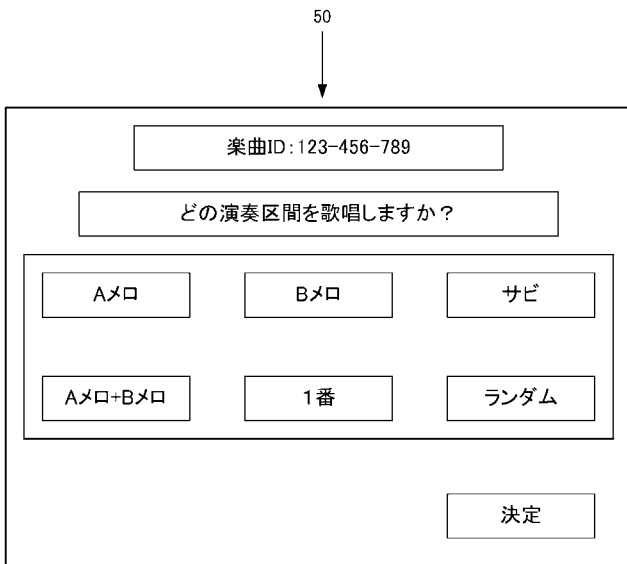 50
楽曲ID:123-456-789
どの演奏区間を歌唱しますか?
Aメロ
Bメロ
サビ
Aメロ+Bメロ
1番
ランダム
決定